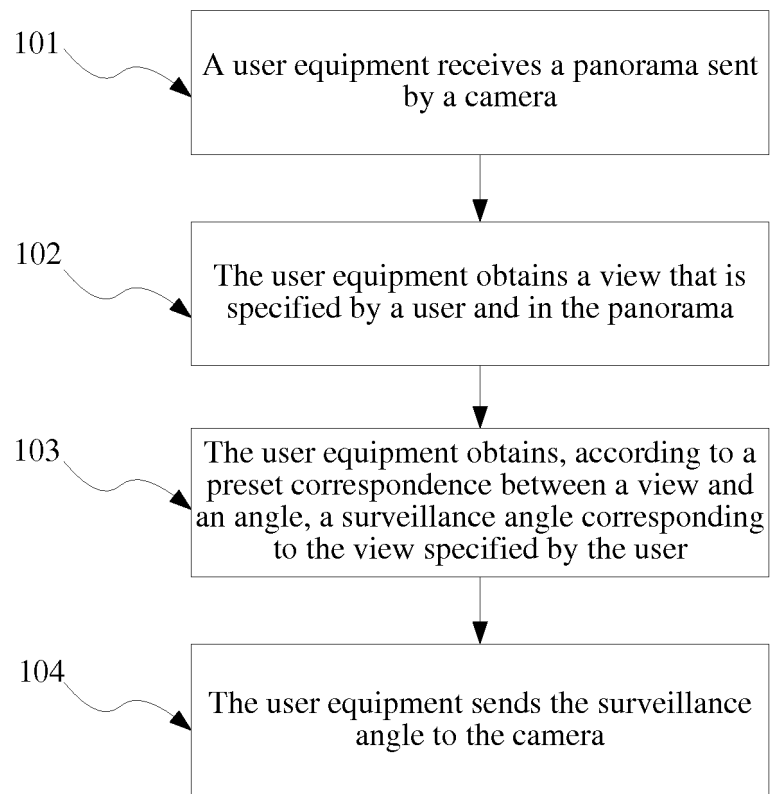 101
A user equipment receives a panorama sent
by a camera
102
The user equipment obtains a view that is
specified by a user and in the panorama
103
The user equipment obtains, according to a
preset correspondence between a view and
an angle, a surveillance angle corresponding
to the view specified by the user
104
The user equipment sends the surveillance
angle to the camera